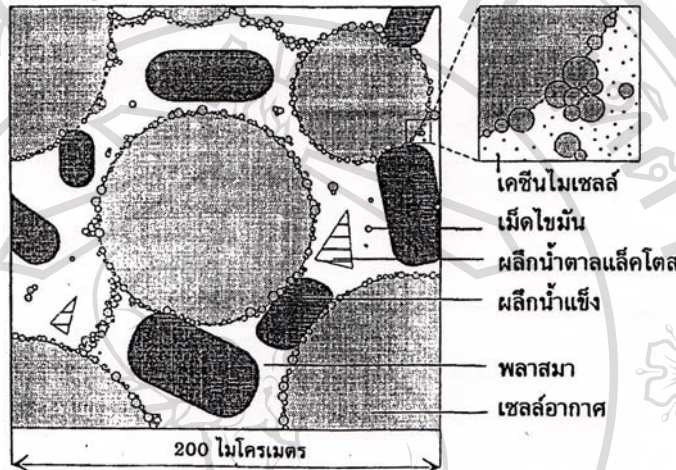 เคซีนไมเซลล์
เม็ดไขมัน
ผลึกน้ำตาลแล็คโตส
ผลึกน้ำแข็ง
พลาสมา
เซลล์อากาศ
200 ไมโครเมตร